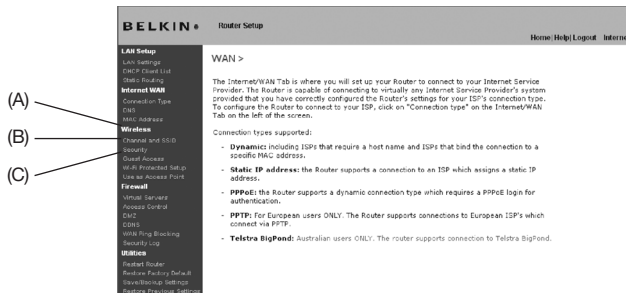 BELKIN
Router Setup
Home|Help|Logout Interne
LAN Setup
LAN Settings
DHCP Client List
Static Routing
Internet WAN
Connection Type
DNS
MAC Address
Wireless
Channel and SSID
Security
Guest Access
Wi-Fi Protected Setup
Use as Access Point
Firewall
Virtual Servers
Access Control
DMZ
DDNS
WAN Ping Blocking
Security Log
Utilities
Restart Router
Restore Factory Default
Save/Backup Settings
Restore Previous Settings
(A)
(B)
(C)
WAN >
The Internet/WAN Tab is where you will set up your Router to connect to your Internet Service
Provider. The Router is capable of connecting to virtually any Internet Service Provider's system
provided that you have correctly configured the Router's settings for your ISP's connection type.
To configure the Router to connect to your ISP, click on "Connection type" on the Internet/WAN
Tab on the left of the screen.
Connection types supported:
- Dynamic: including ISPs that require a host name and ISPs that bind the connection to a
specific MAC address.
- Static IP address: the Router supports a connection to an ISP which assigns a static IP
address.
- PPPoE: the Router supports a dynamic connection type which requires a PPPoE login for
authentication.
- PPTP: For European users ONLY. The Router supports connections to European ISP's which
connect via PPTP.
- Telstra BigPond: Australian users ONLY. The router supports connection to Telstra BigPond.